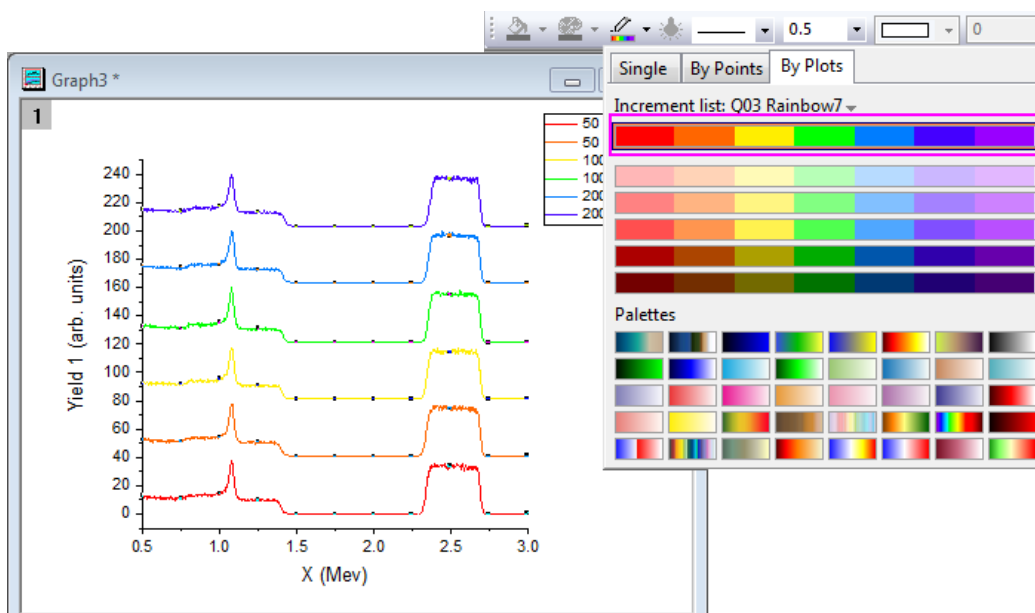 0.5
0
Graph3 *
Single
By Points
By Plots
Increment list: Q03 Rainbow7
1
50
50
100
100
200
200
240
220
200
180
160
140
120
100
80
60
40
20
0
Yield 1 (arb. units)
0.5 1.0 1.5 2.0 2.5 3.0
X (Mev)
Palettes